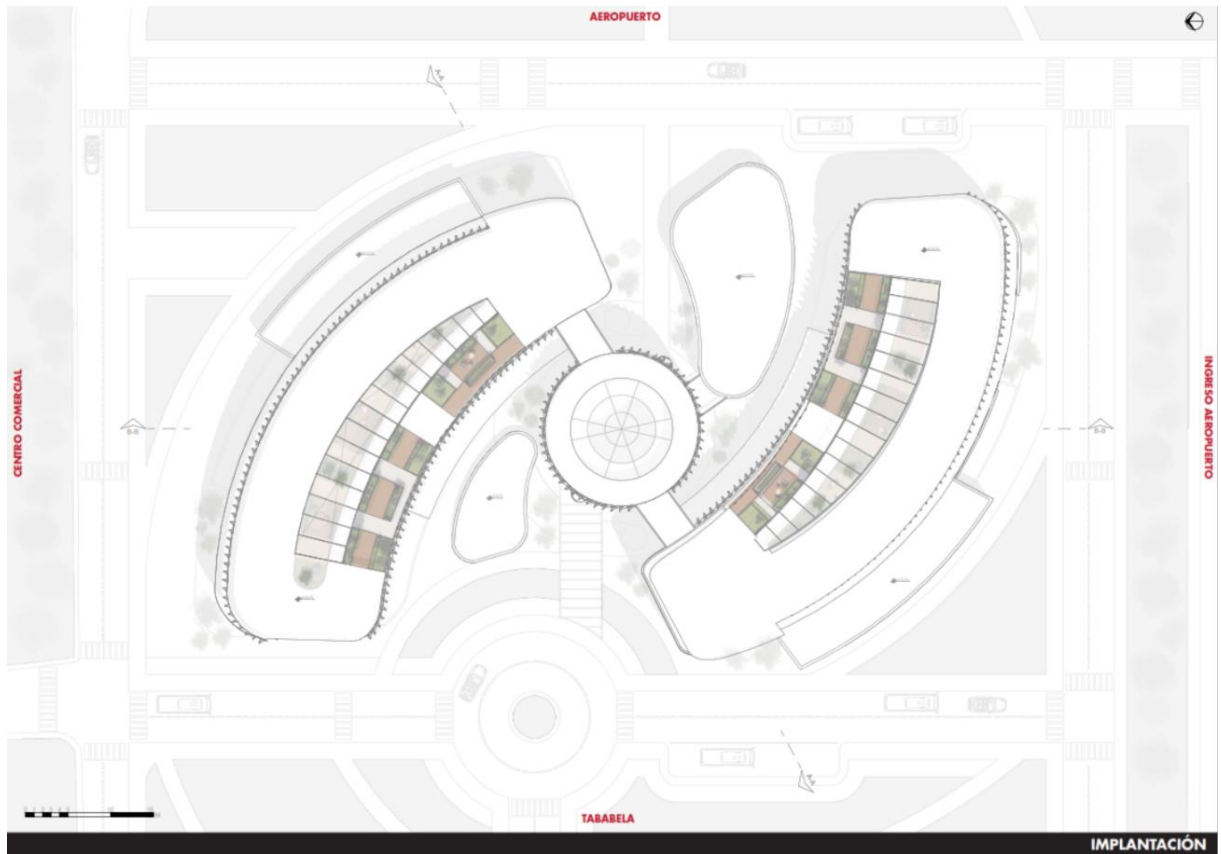 AEROPUERTO
A-A
CENTRO COMERCIAL
B-B
B-B
INGRESO AEROPUERTO
A-A
TABABELA
IMPLANTACIÓN